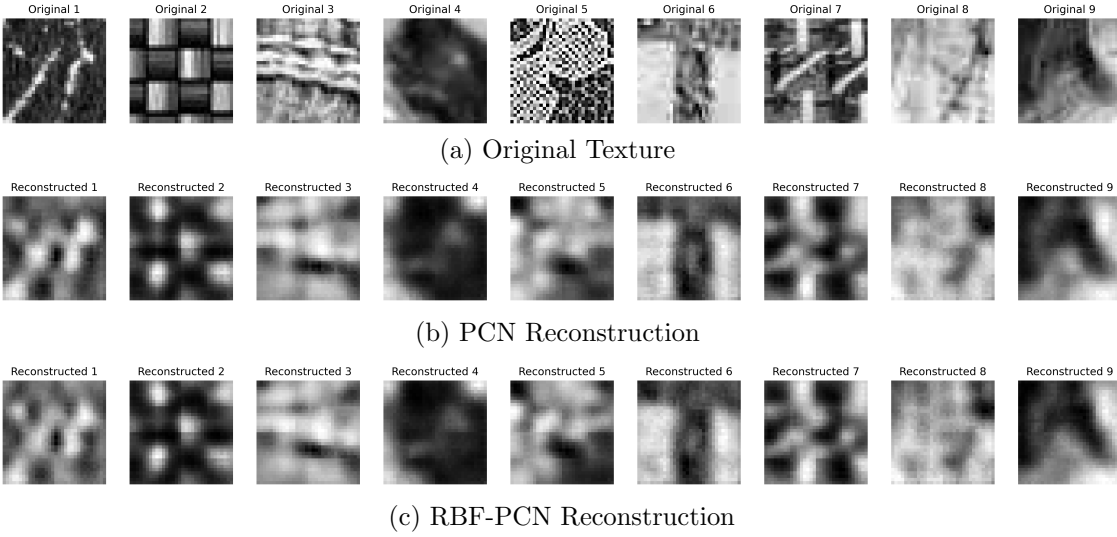 Original 1 Original 2 Original 3 Original 4 Original 5 Original 6 Original 7 Original 8 Original 9
(a) Original Texture
Reconstructed 1 Reconstructed 2 Reconstructed 3 Reconstructed 4 Reconstructed 5 Reconstructed 6 Reconstructed 7 Reconstructed 8 Reconstructed 9
(b) PCN Reconstruction
Reconstructed 1 Reconstructed 2 Reconstructed 3 Reconstructed 4 Reconstructed 5 Reconstructed 6 Reconstructed 7 Reconstructed 8 Reconstructed 9
(c) RBF-PCN Reconstruction